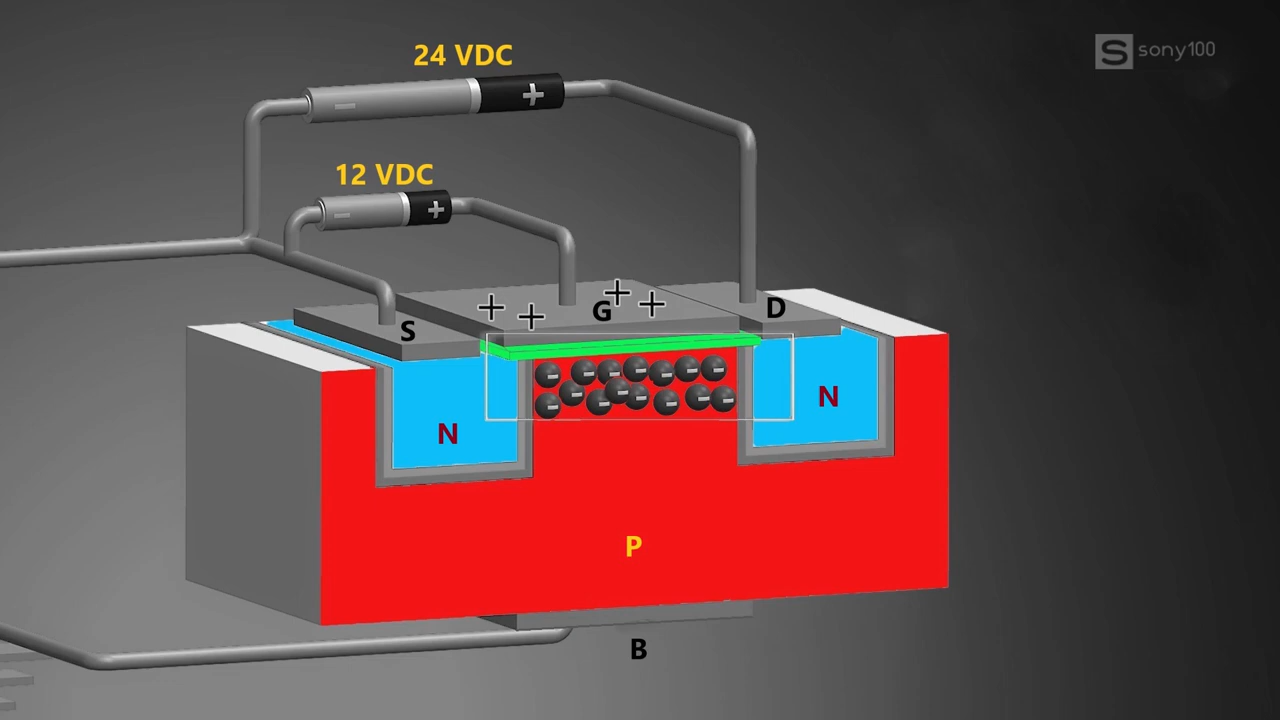 24 VDC
S sony100
12 VDC
− +
− +
+ + + +
S G D
N N
P
B